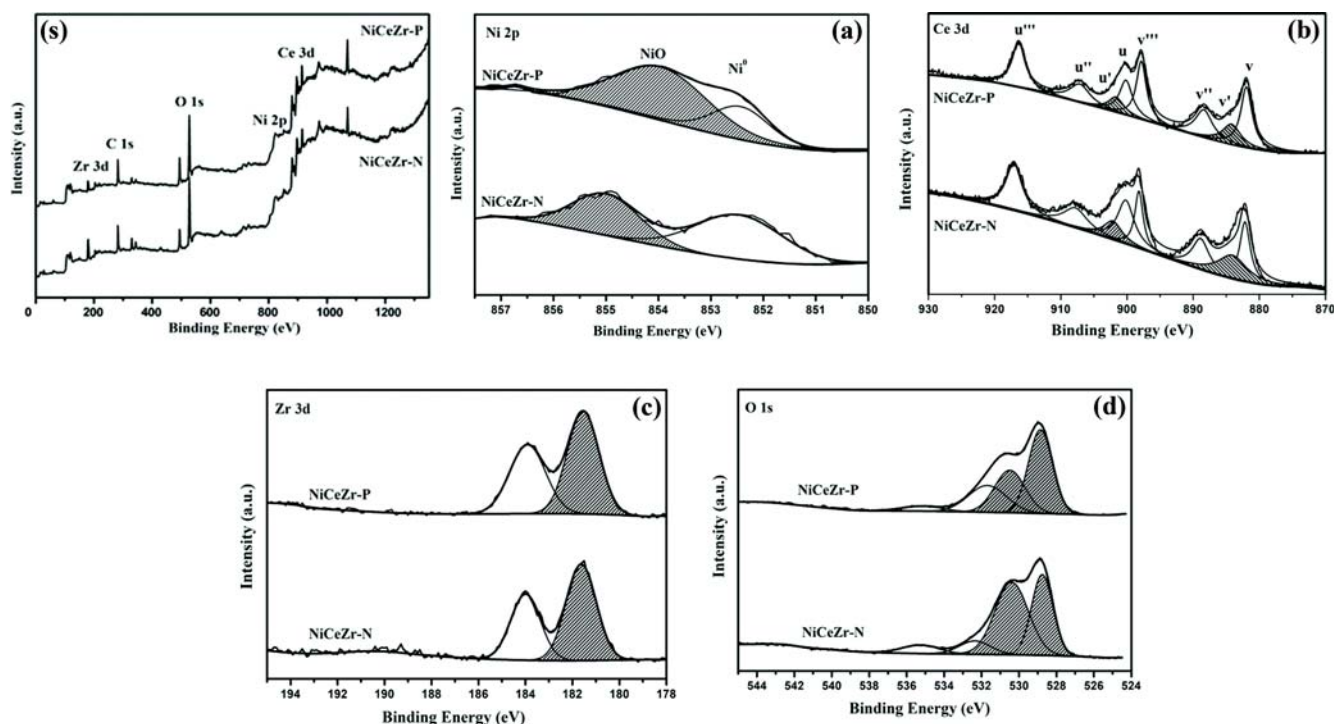 (s)
NiCeZr-P
Ce 3d
O 1s
Ni 2p
C 1s
Zr 3d
NiCeZr-N
Intensity (a.u.)
0 200 400 600 800 1000 1200
Binding Energy (eV)
Ni 2p
(a)
NiO
Ni⁰
NiCeZr-P
NiCeZr-N
Intensity (a.u.)
857 856 855 854 853 852 851 850
Binding Energy (eV)
Ce 3d
(b)
u''' u'' u' u v''' v'' v' v
NiCeZr-P
NiCeZr-N
Intensity (a.u.)
930 920 910 900 890 880 870
Binding Energy (eV)
Zr 3d
(c)
NiCeZr-P
NiCeZr-N
Intensity (a.u.)
194 192 190 188 186 184 182 180 178
Binding Energy (eV)
O 1s
(d)
NiCeZr-P
NiCeZr-N
Intensity (a.u.)
544 542 540 538 536 534 532 530 528 526 524
Binding Energy (eV)